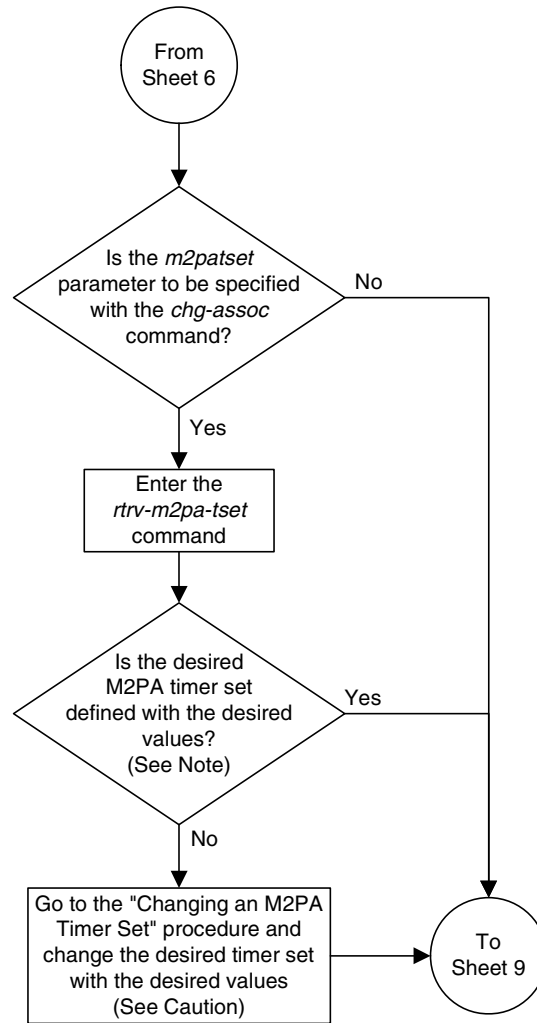 From
Sheet 6
Is the m2patset
parameter to be specified
with the chg-assoc
command?
No
Yes
Enter the
rtrv-m2pa-tset
command
Is the desired
M2PA timer set
defined with the desired
values?
(See Note)
Yes
No
Go to the "Changing an M2PA
Timer Set" procedure and
change the desired timer set
with the desired values
(See Caution)
To
Sheet 9